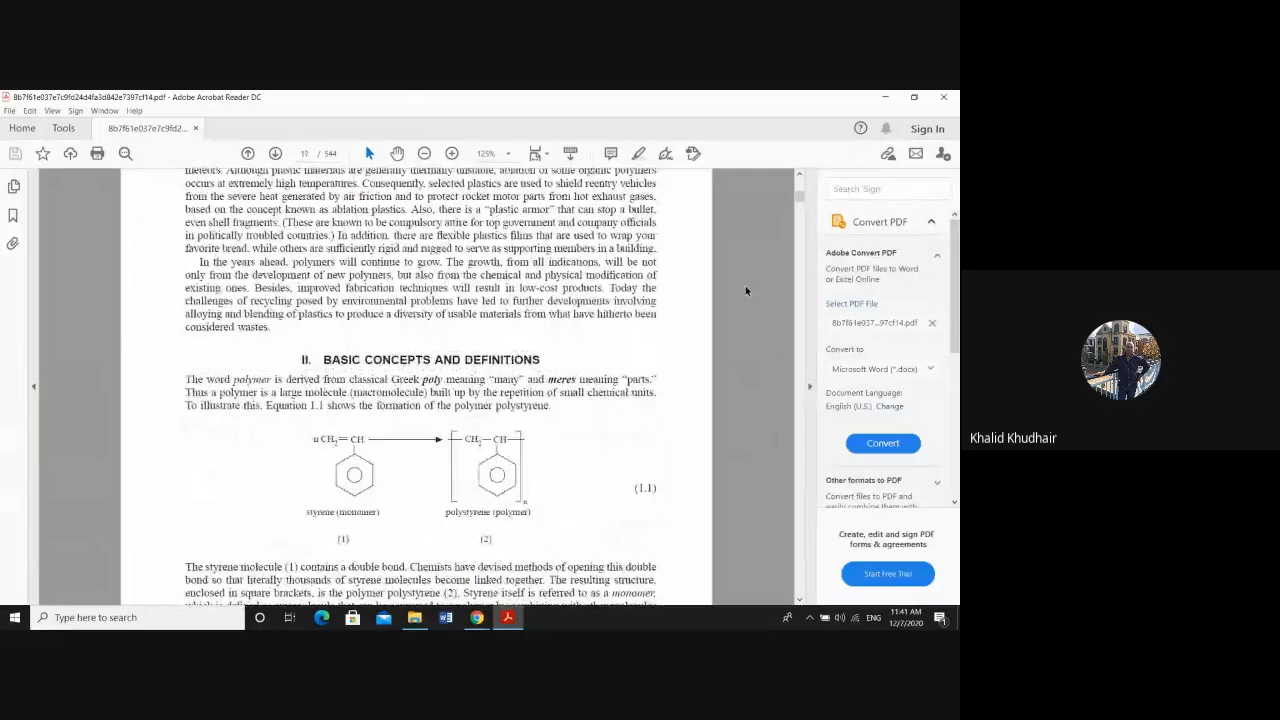 8b7f61e037e7c9fd24d4fa3d842e7397cf14.pdf - Adobe Acrobat Reader DC
File Edit View Sign Window Help
Home Tools 8b7f61e037e7c9fd2... × Sign In
17 / 544 125%
meteors. Although plastic materials are generally thermally unstable, ablation of some organic polymers
occurs at extremely high temperatures. Consequently, selected plastics are used to shield reentry vehicles
from the severe heat generated by air friction and to protect rocket motor parts from hot exhaust gases,
based on the concept known as ablation plastics. Also, there is a “plastic armor” that can stop a bullet,
even shell fragments. (These are known to be compulsory attire for top government and company officials
in politically troubled countries.) In addition, there are flexible plastics films that are used to wrap your
favorite bread, while others are sufficiently rigid and rugged to serve as supporting members in a building.
In the years ahead, polymers will continue to grow. The growth, from all indications, will be not
only from the development of new polymers, but also from the chemical and physical modification of
existing ones. Besides, improved fabrication techniques will result in low-cost products. Today the
challenges of recycling posed by environmental problems have led to further developments involving
alloying and blending of plastics to produce a diversity of usable materials from what have hitherto been
considered wastes.
II. BASIC CONCEPTS AND DEFINITIONS
The word polymer is derived from classical Greek poly meaning “many” and meres meaning “parts.”
Thus a polymer is a large molecule (macromolecule) built up by the repetition of small chemical units.
To illustrate this, Equation 1.1 shows the formation of the polymer polystyrene.
n CH2 = CH CH2 — CH
n
(1.1)
styrene (monomer) polystyrene (polymer)
(1) (2)
The styrene molecule (1) contains a double bond. Chemists have devised methods of opening this double
bond so that literally thousands of styrene molecules become linked together. The resulting structure,
enclosed in square brackets, is the polymer polystyrene (2). Styrene itself is referred to as a monomer,
Search 'Sign'
Convert PDF
Adobe Convert PDF
Convert PDF files to Word
or Excel Online
Select PDF File
8b7f61e037...97cf14.pdf
Convert to
Microsoft Word (*.docx)
Document Language:
English (U.S.) Change
Convert
Other formats to PDF
Convert files to PDF and
easily combine them with
Create, edit and sign PDF
forms & agreements
Start Free Trial
Type here to search
ENG
11:41 AM
12/7/2020
Khalid Khudhair